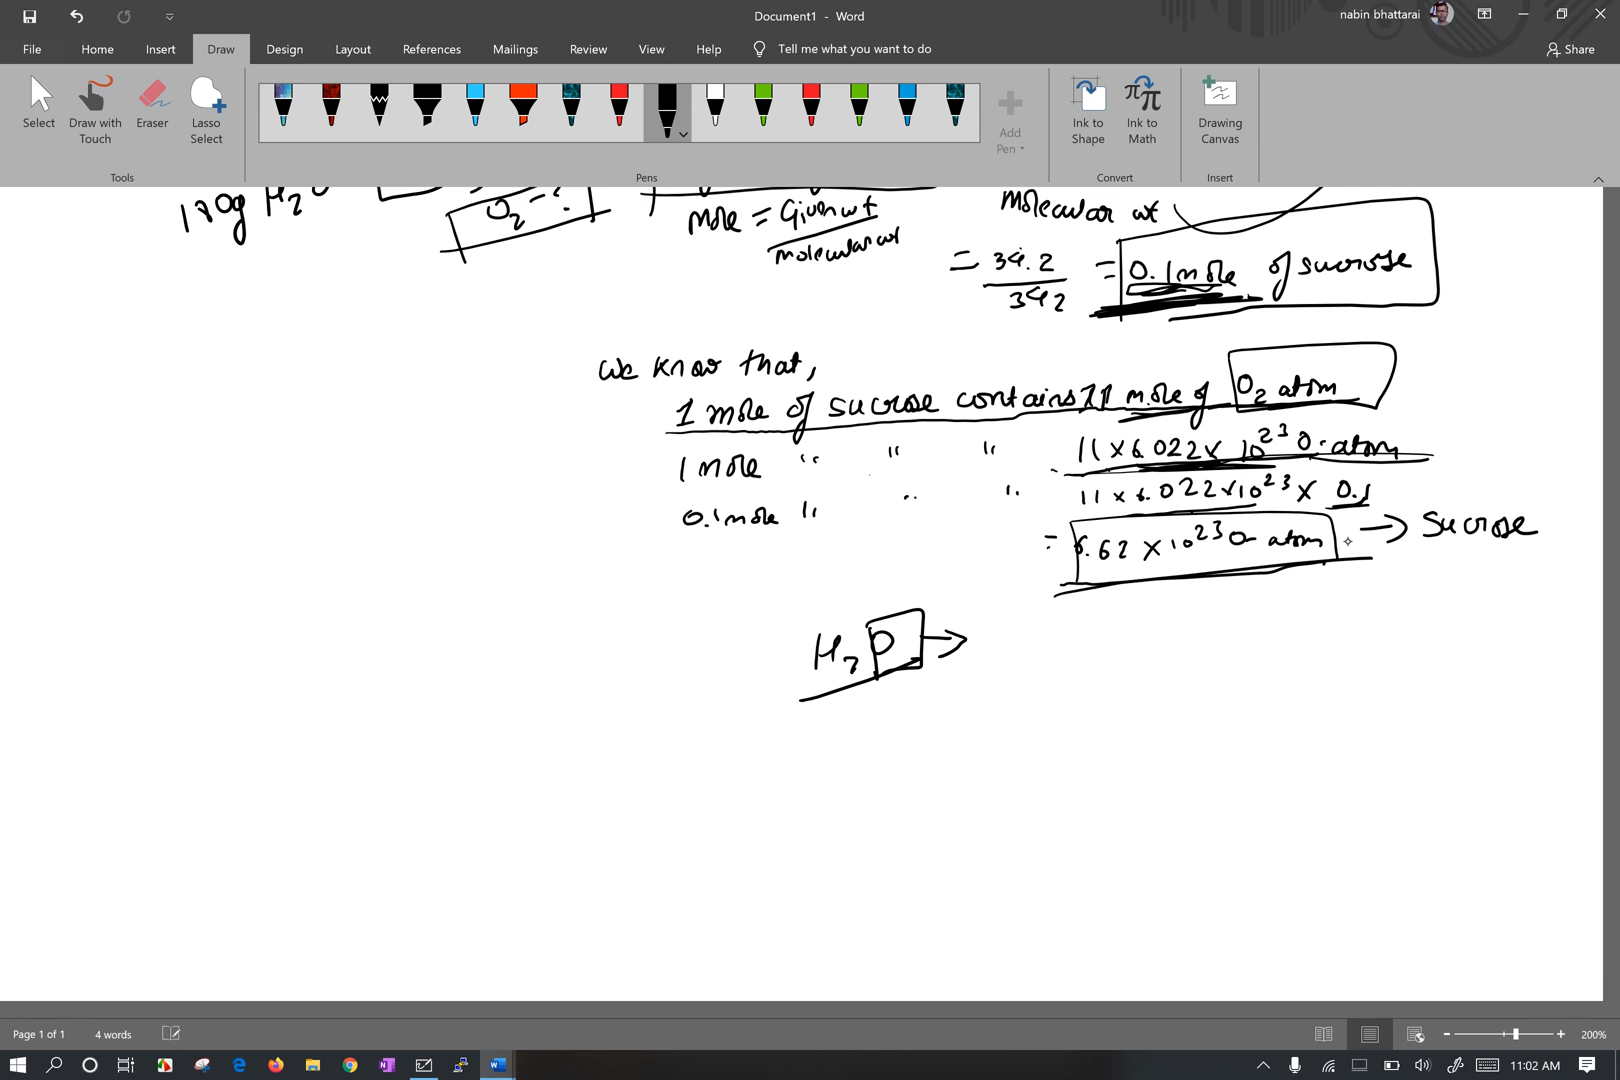 Document1 - Word
nabin bhattarai
File Home Insert Draw Design Layout References Mailings Review View Help Tell me what you want to do Share
Select
Draw with Touch
Eraser
Lasso Select
Add Pen
Ink to Shape
Ink to Math
Drawing Canvas
Tools Pens Convert Insert
180g H2O
O2 = ?
mole = Given wt / molecular wt
molecular wt
= 34.2 / 342 = 0.1 mole of sucrose
We know that,
1 mole of sucrose contains 11 mole of O2 atom
1 mole " " " 11 x 6.022 x 10^23 O-atom
0.1 mole " " " 11 x 6.022 x 10^23 x 0.1
= 6.62 x 10^23 O-atom → Sucrose
H2O →
Page 1 of 1 4 words 200%
11:02 AM